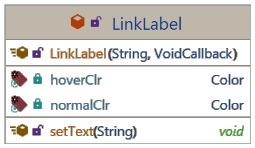 LinkLabel
LinkLabel(String, VoidCallback)
hoverClr Color
normalClr Color
setText(String) void